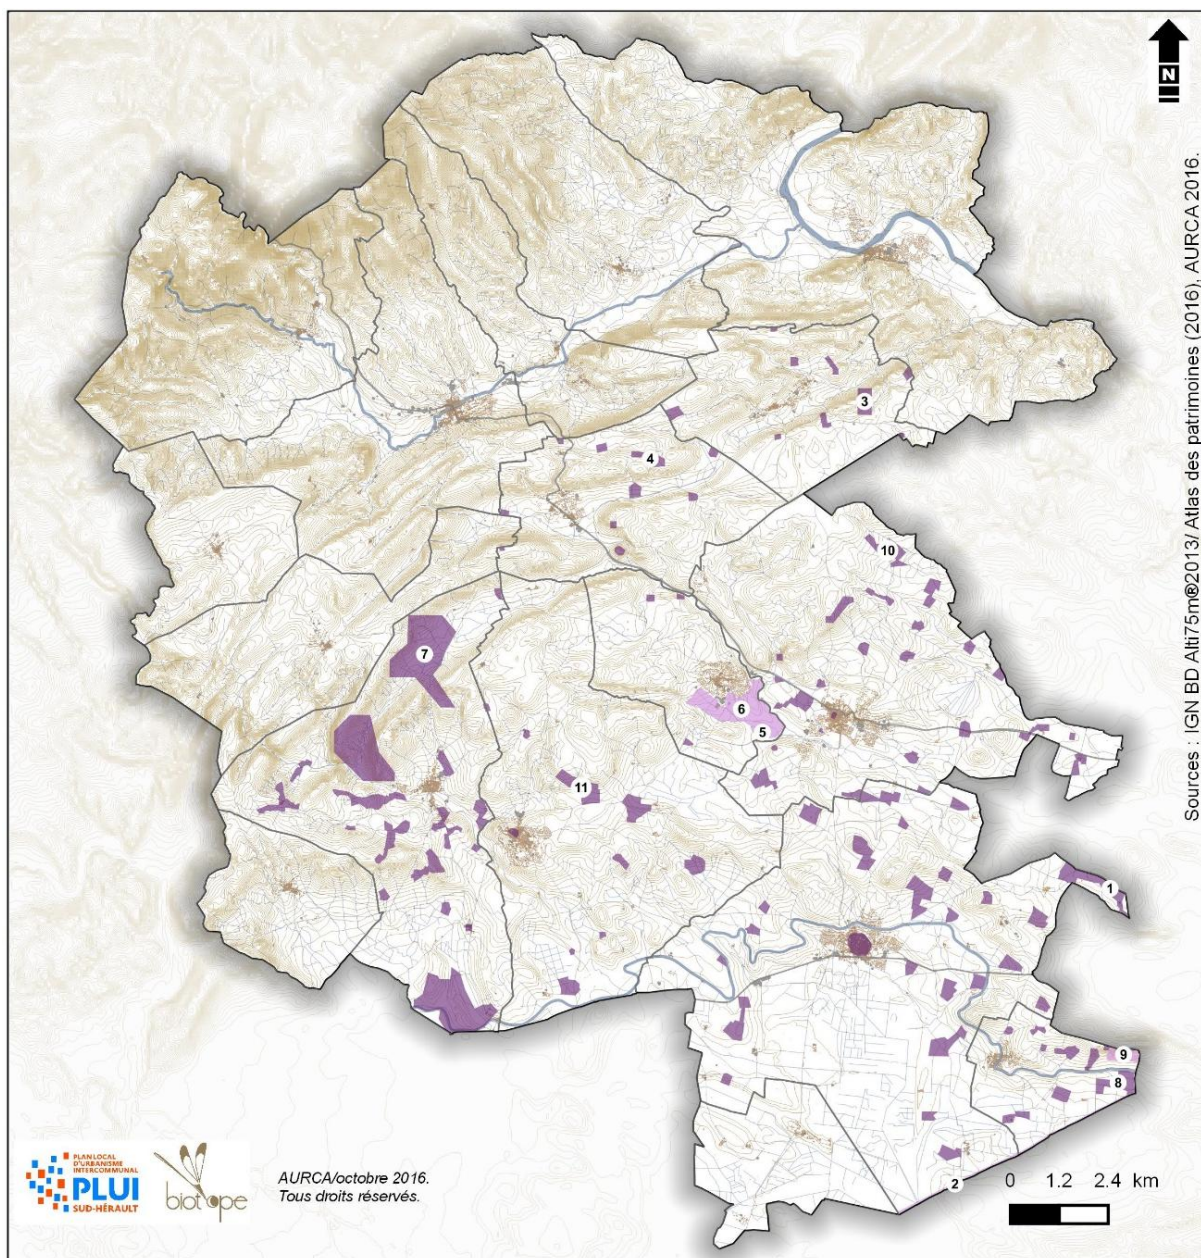 N
Sources : IGN BD Alti75m®2013/ Atlas des patrimoines (2016), AURCA 2016.
3
4
10
7
6
5
11
1
9
8
2
PLAN LOCAL
D'URBANISME
INTERCOMMUNAL
PLUI
SUD-HÉRAULT
biotope
AURCA/octobre 2016.
Tous droits réservés.
0 1.2 2.4 km